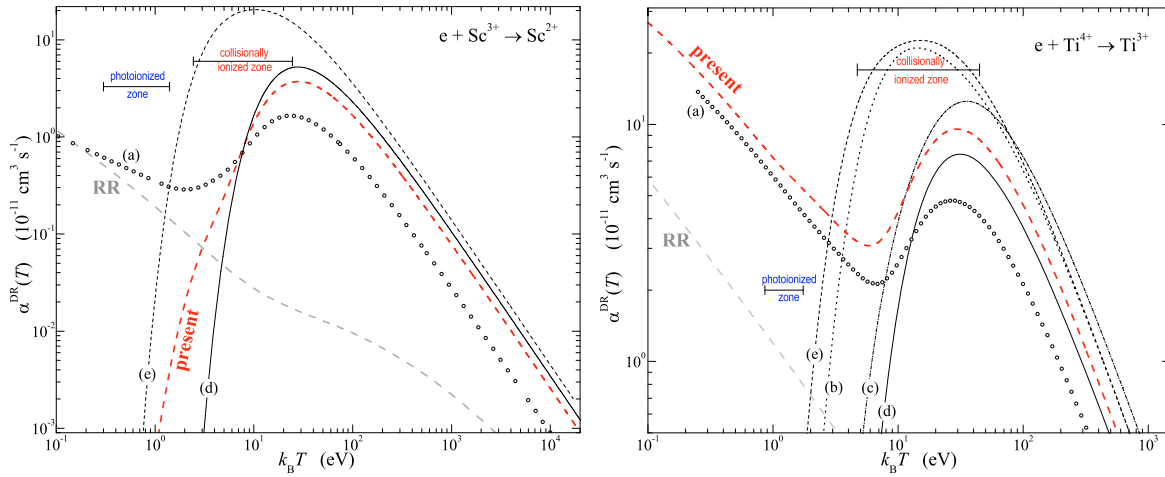 e + Sc³⁺ → Sc²⁺
collisionally
ionized zone
photoionized
zone
(a)
RR
present
(e)
(d)
10¹
10⁰
10⁻¹
10⁻²
10⁻³
α^DR(T) (10⁻¹¹ cm³ s⁻¹)
10⁻¹ 10⁰ 10¹ 10² 10³ 10⁴
k_B T (eV)
e + Ti⁴⁺ → Ti³⁺
present
collisionally
ionized zone
(a)
RR
photoionized
zone
(e)
(b)
(c)
(d)
10¹
10⁰
α^DR(T) (10⁻¹¹ cm³ s⁻¹)
10⁻¹ 10⁰ 10¹ 10² 10³
k_B T (eV)